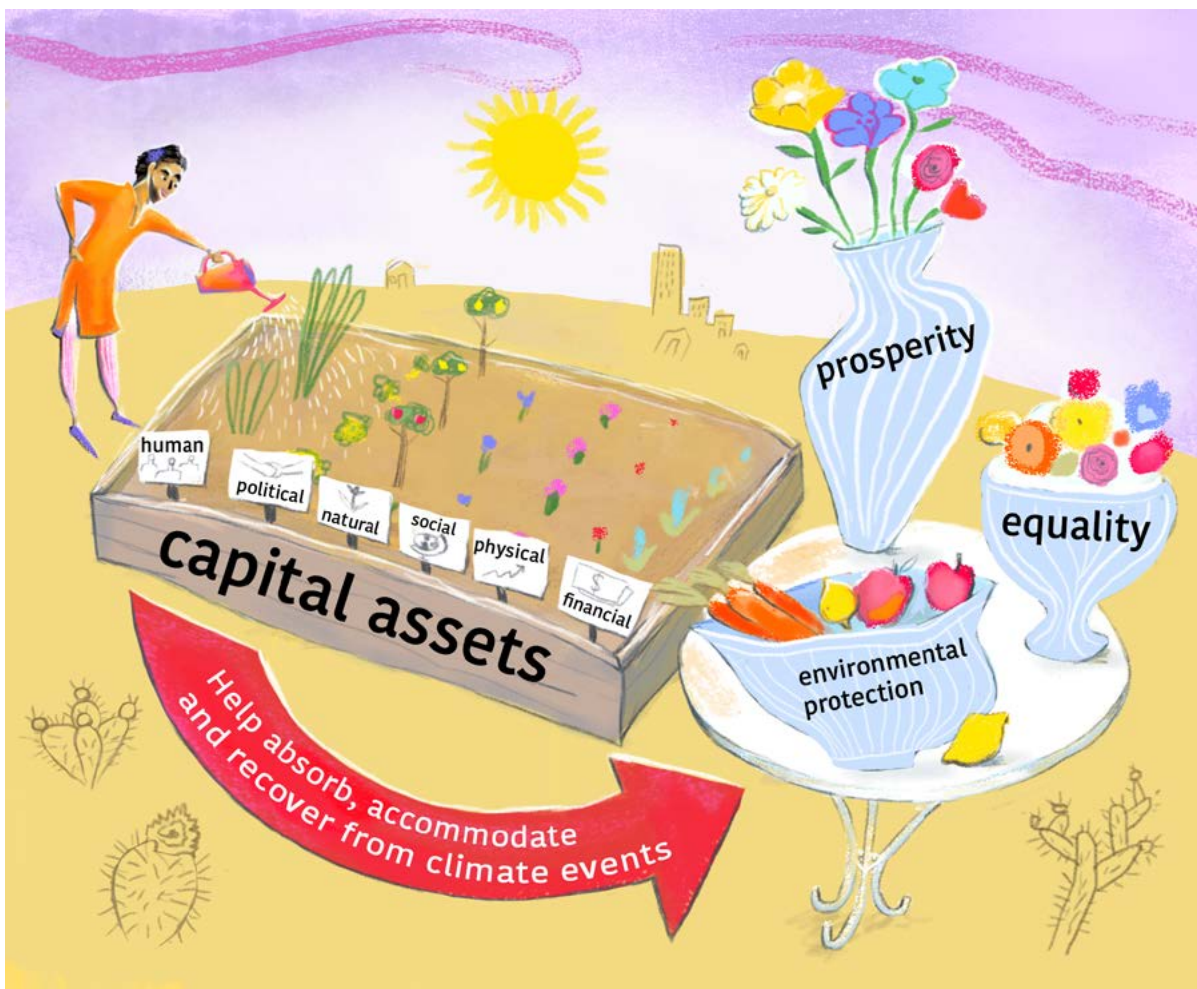 prosperity
equality
human
political
natural
social
physical
$
financial
capital assets
environmental
protection
Help absorb, accommodate
and recover from climate events